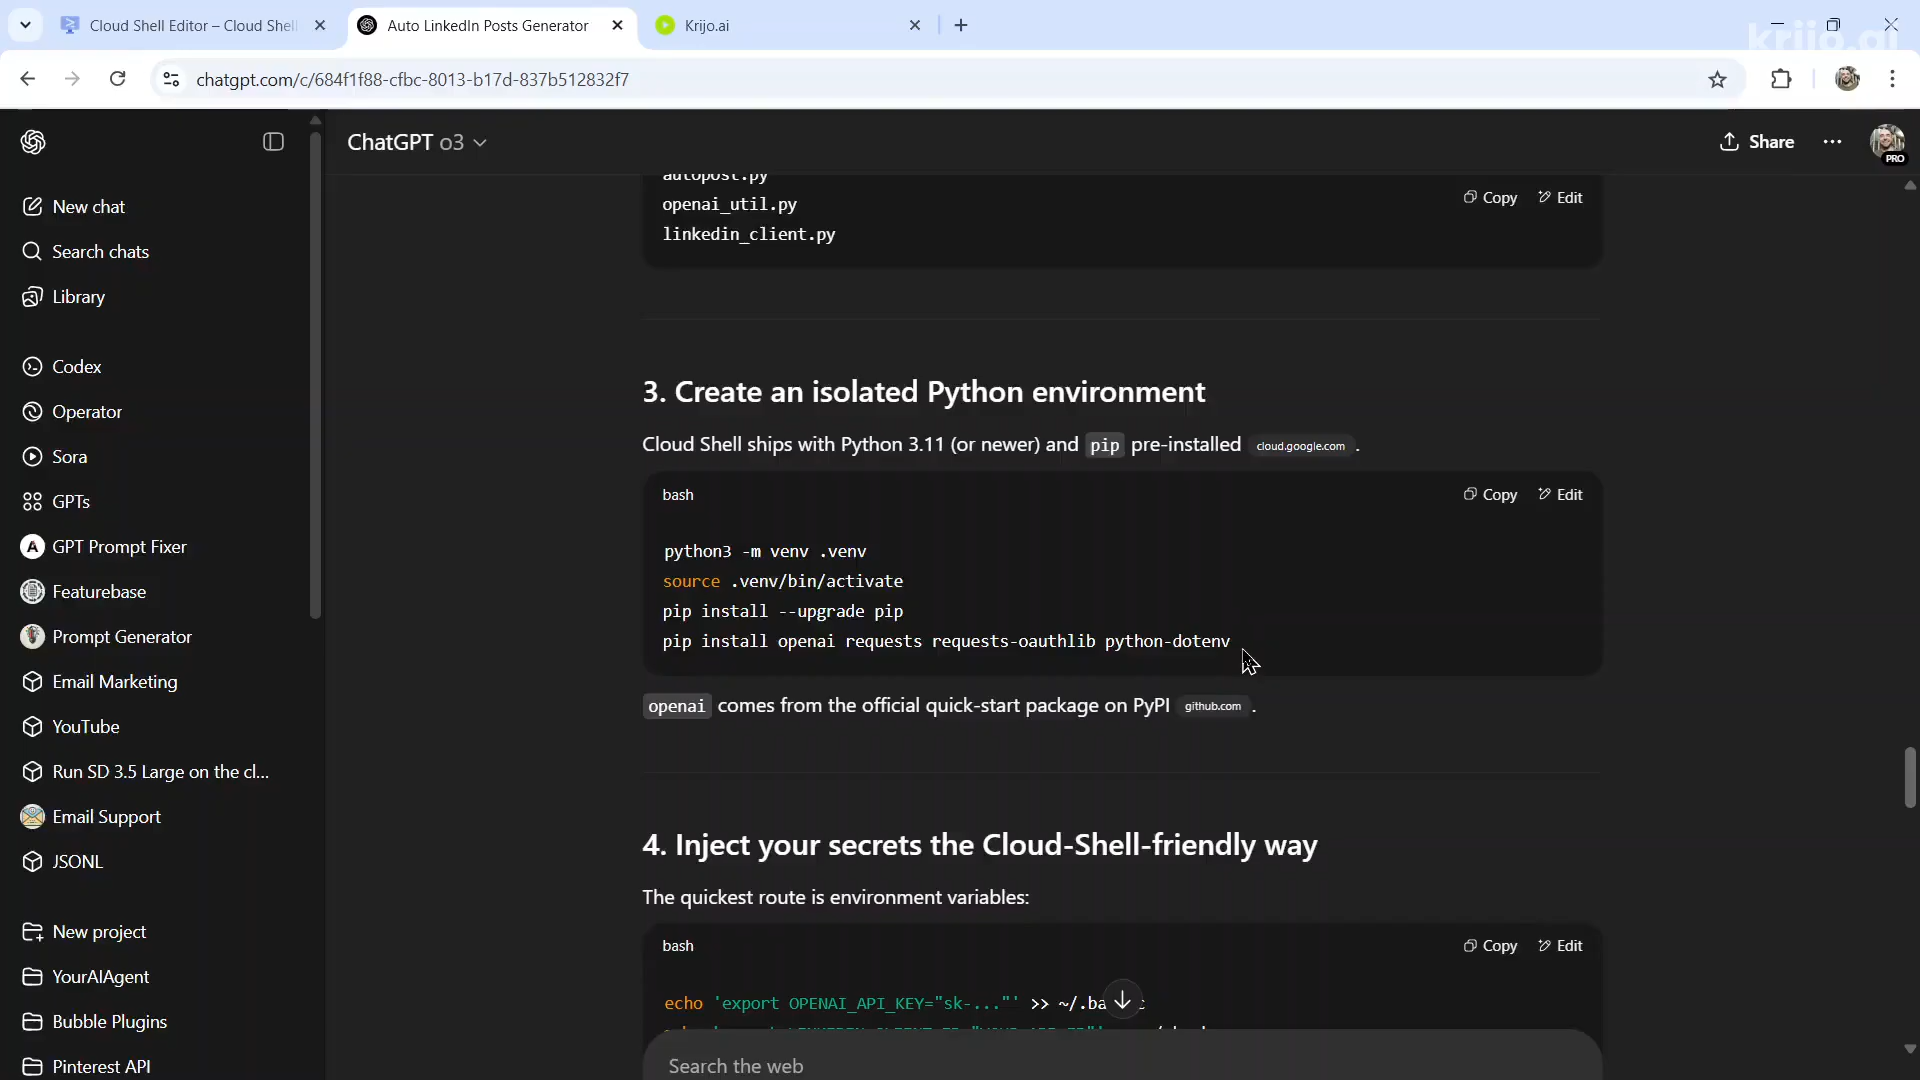 Cloud Shell Editor – Cloud Shell
Auto LinkedIn Posts Generator
Krijo.ai
krijo.ai
chatgpt.com/c/684f1f88-cfbc-8013-b17d-837b512832f7
ChatGPT o3
Share
PRO
New chat
Search chats
Library
Codex
Operator
Sora
GPTs
GPT Prompt Fixer
Featurebase
Prompt Generator
Email Marketing
YouTube
Run SD 3.5 Large on the cl...
Email Support
JSONL
New project
YourAIAgent
Bubble Plugins
Pinterest API
autopost.py
Copy Edit
openai_util.py
linkedin_client.py
3. Create an isolated Python environment
Cloud Shell ships with Python 3.11 (or newer) and pip pre-installed cloud.google.com .
bash
Copy Edit
python3 -m venv .venv
source .venv/bin/activate
pip install --upgrade pip
pip install openai requests requests-oauthlib python-dotenv
openai comes from the official quick-start package on PyPI github.com .
4. Inject your secrets the Cloud-Shell-friendly way
The quickest route is environment variables:
bash
Copy Edit
echo 'export OPENAI_API_KEY="sk-..."' >> ~/.ba
Search the web